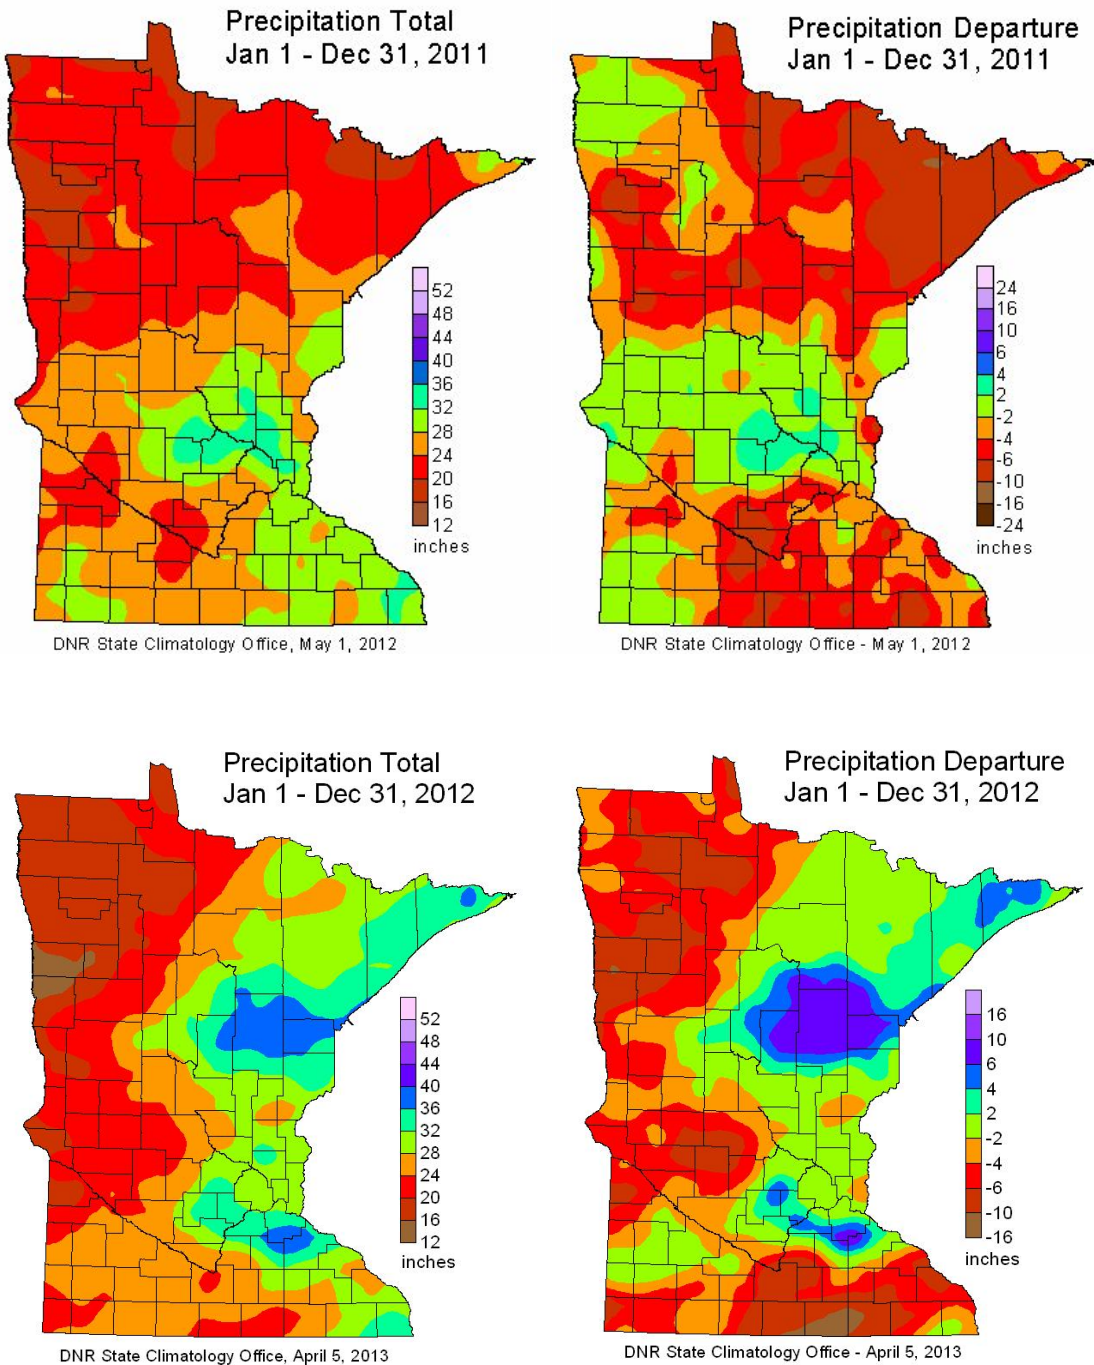 Precipitation Total
Jan 1 - Dec 31, 2011
52
48
44
40
36
32
28
24
20
16
12
inches
DNR State Climatology Office, May 1, 2012
Precipitation Departure
Jan 1 - Dec 31, 2011
24
16
10
6
4
2
-2
-4
-6
-10
-16
-24
inches
DNR State Climatology Office - May 1, 2012
Precipitation Total
Jan 1 - Dec 31, 2012
52
48
44
40
36
32
28
24
20
16
12
inches
DNR State Climatology Office, April 5, 2013
Precipitation Departure
Jan 1 - Dec 31, 2012
16
10
6
4
2
-2
-4
-6
-10
-16
inches
DNR State Climatology Office - April 5, 2013